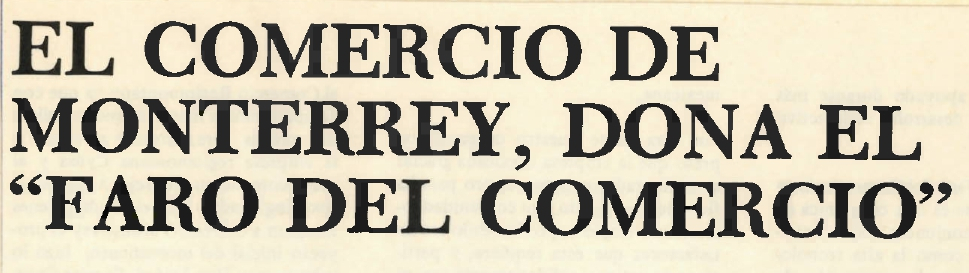 EL COMERCIO DE
MONTERREY, DONA EL
“FARO DEL COMERCIO”